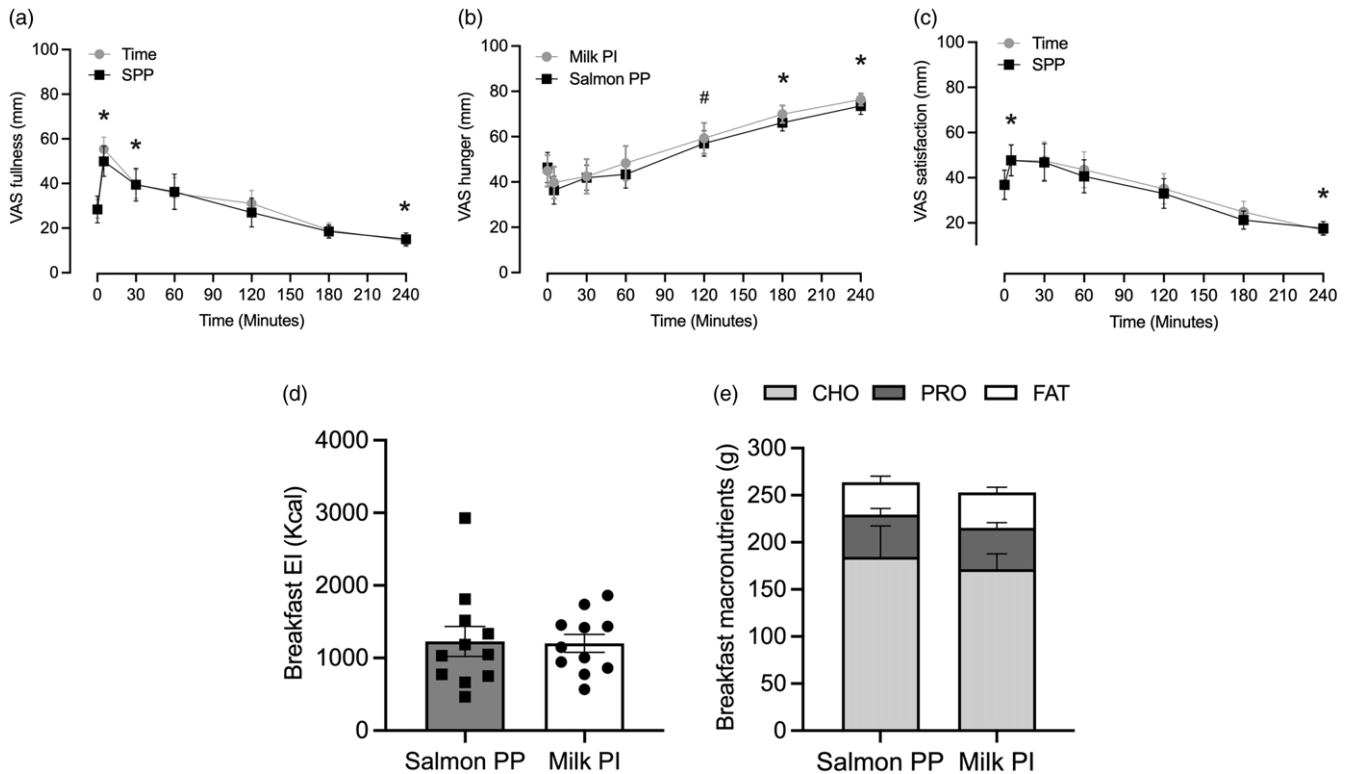 (a)
100
80
60
40
20
0
VAS fullness (mm)
Time
SPP
*
*
*
0 30 60 90 120 150 180 210 240
Time (Minutes)
(b)
100
80
60
40
20
0
VAS hunger (mm)
Milk PI
Salmon PP
#
*
*
0 30 60 90 120 150 180 210 240
Time (Minutes)
(c)
100
80
60
40
20
VAS satisfaction (mm)
Time
SPP
*
*
0 30 60 90 120 150 180 210 240
Time (Minutes)
(d)
4000
3000
2000
1000
0
Breakfast EI (Kcal)
Salmon PP Milk PI
(e)
CHO PRO FAT
300
250
200
150
100
50
0
Breakfast macronutrients (g)
Salmon PP Milk PI